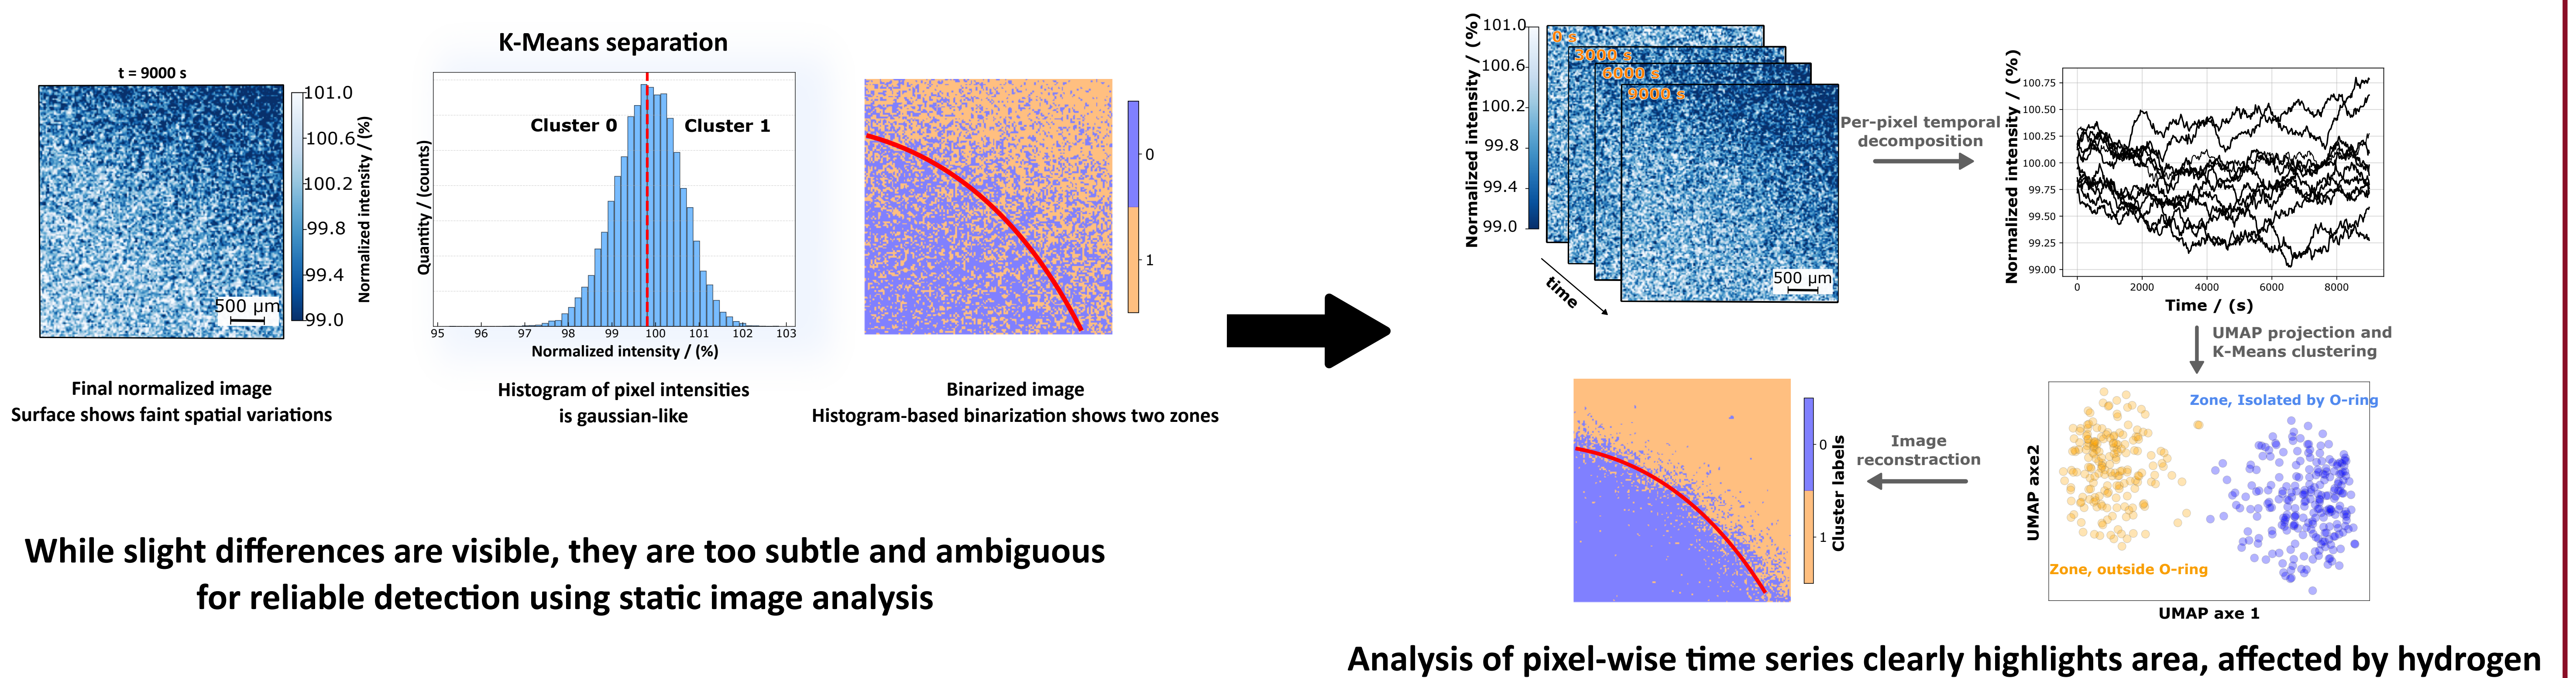 t = 9000 s
101.0
100.6
100.2
99.8
99.4
99.0
Normalized intensity / (%)
500 µm
Final normalized image
Surface shows faint spatial variations
K-Means separation
Cluster 0
Cluster 1
Quantity / (counts)
95 96 97 98 99 100 101 102 103
Normalized intensity / (%)
Histogram of pixel intensities
is gaussian-like
0
1
Binarized image
Histogram-based binarization shows two zones
While slight differences are visible, they are too subtle and ambiguous
for reliable detection using static image analysis
Normalized intensity / (%)
101.0
100.6
100.2
99.8
99.4
99.0
0 s
3000 s
6000 s
9000 s
500 µm
time
Per-pixel temporal
decomposition
Normalized intensity / (%)
100.75
100.50
100.25
100.00
99.75
99.50
99.25
99.00
0 2000 4000 6000 8000
Time / (s)
UMAP projection and
K-Means clustering
Zone, Isolated by O-ring
Zone, outside O-ring
UMAP axe2
UMAP axe 1
Image
reconstraction
0
1
Cluster labels
Analysis of pixel-wise time series clearly highlights area, affected by hydrogen